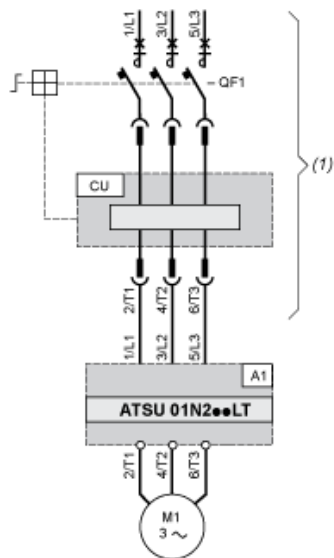 1/L1 3/L2 5/L3
QF1
(1)
CU
2/T1 4/T2 6/T3
1/L1 3/L2 5/L3
A1
ATSU 01N2●●LT
2/T1 4/T2 6/T3
M1
3 ~